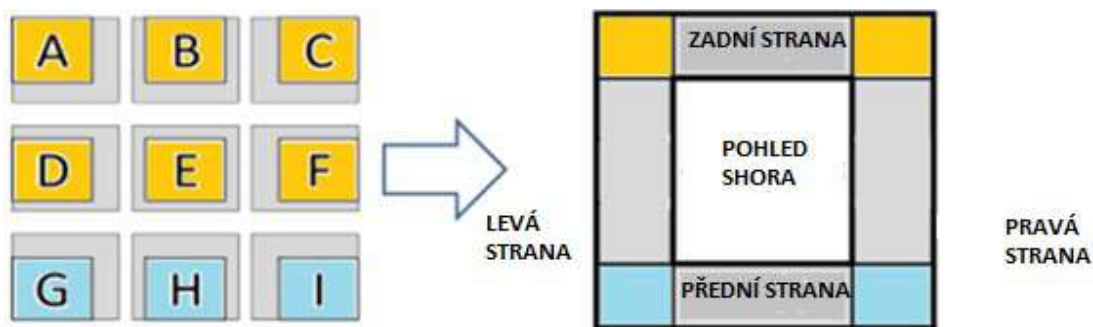 A B C
D E F
G H I
ZADNÍ STRANA
POHLED
SHORA
LEVÁ
STRANA
PRAVÁ
STRANA
PŘEDNÍ STRANA